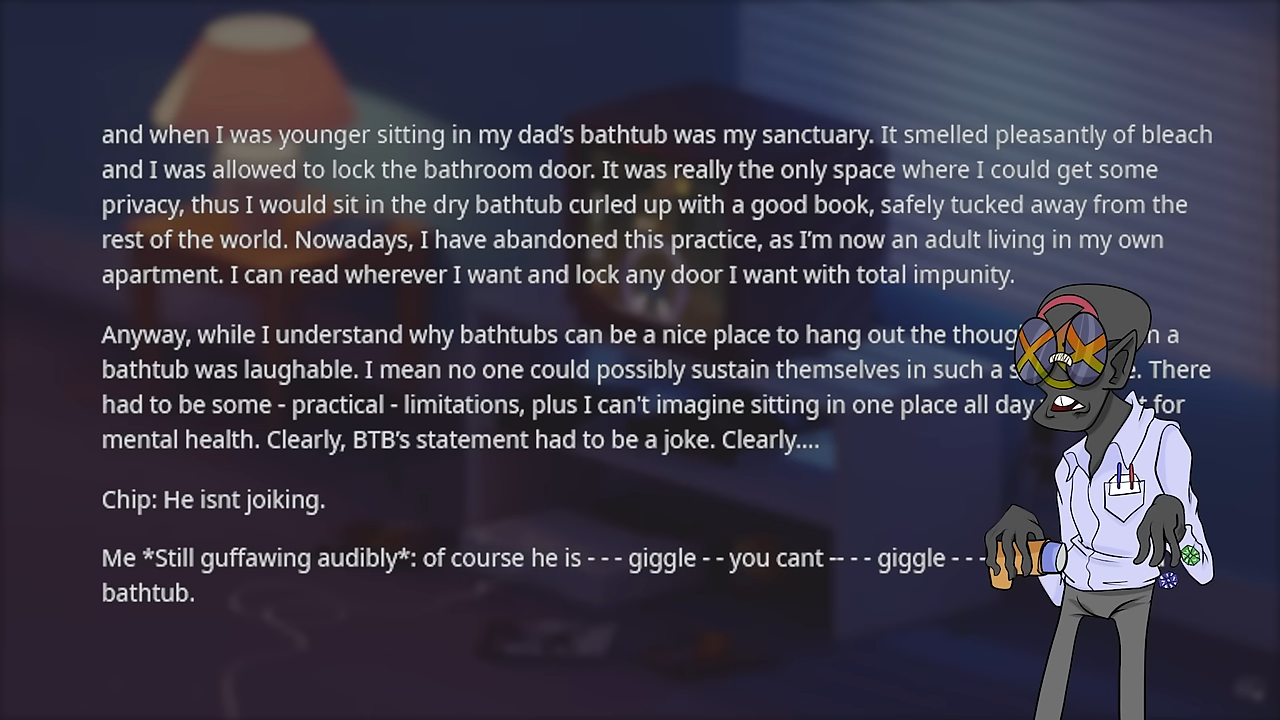 and when I was younger sitting in my dad’s bathtub was my sanctuary. It smelled pleasantly of bleach
and I was allowed to lock the bathroom door. It was really the only space where I could get some
privacy, thus I would sit in the dry bathtub curled up with a good book, safely tucked away from the
rest of the world. Nowadays, I have abandoned this practice, as I’m now an adult living in my own
apartment. I can read wherever I want and lock any door I want with total impunity.
Anyway, while I understand why bathtubs can be a nice place to hang out the a
bathtub was laughable. I mean no one could possibly sustain themselves in such a There
had to be some - practical - limitations, plus I can't imagine sitting in one place all day for
mental health. Clearly, BTB’s statement had to be a joke. Clearly....
Chip: He isnt joiking.
Me *Still guffawing audibly*: of course he is - - - giggle - - you cant -- - - giggle - - -
bathtub.